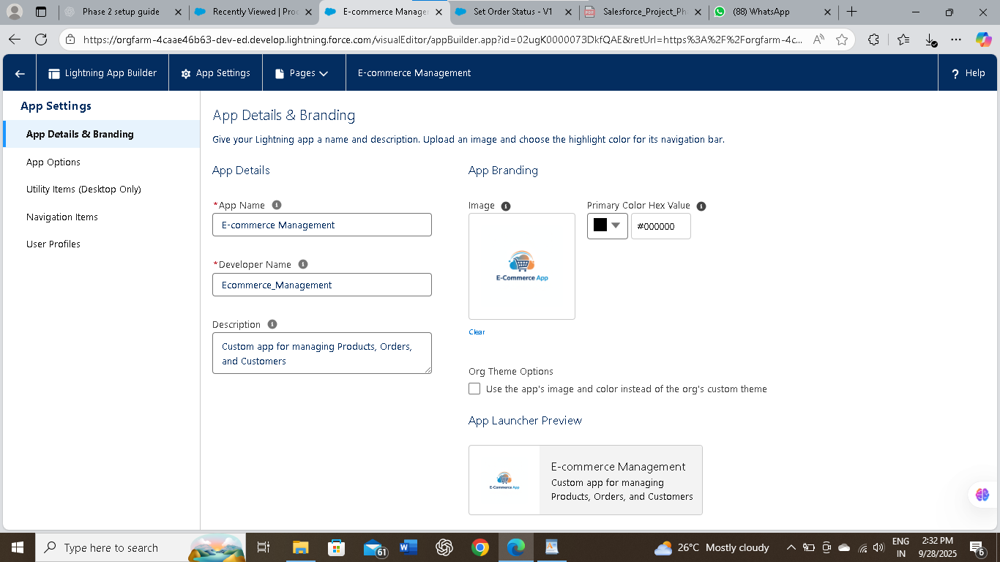 Phase 2 setup guide
Recently Viewed | Proc
E-commerce Manage
Set Order Status - V1
Salesforce_Project_Ph
(88) WhatsApp
https://orgfarm-4caae46b63-dev-ed.develop.lightning.force.com/visualEditor/appBuilder.app?id=02ugK0000073DkfQAE&retUrl=https%3A%2F%2Forgfarm-4c...
Lightning App Builder
App Settings
Pages
E-commerce Management
? Help
App Settings
App Details & Branding
App Options
Utility Items (Desktop Only)
Navigation Items
User Profiles
App Details & Branding
Give your Lightning app a name and description. Upload an image and choose the highlight color for its navigation bar.
App Details
*App Name
E-commerce Management
*Developer Name
Ecommerce_Management
Description
Custom app for managing Products, Orders,
and Customers
App Branding
Image
E-Commerce App
Clear
Primary Color Hex Value
#000000
Org Theme Options
Use the app's image and color instead of the org's custom theme
App Launcher Preview
E-Commerce App
E-commerce Management
Custom app for managing
Products, Orders, and Customers
Type here to search
61
26°C Mostly cloudy
ENG
IN
2:32 PM
9/28/2025
6